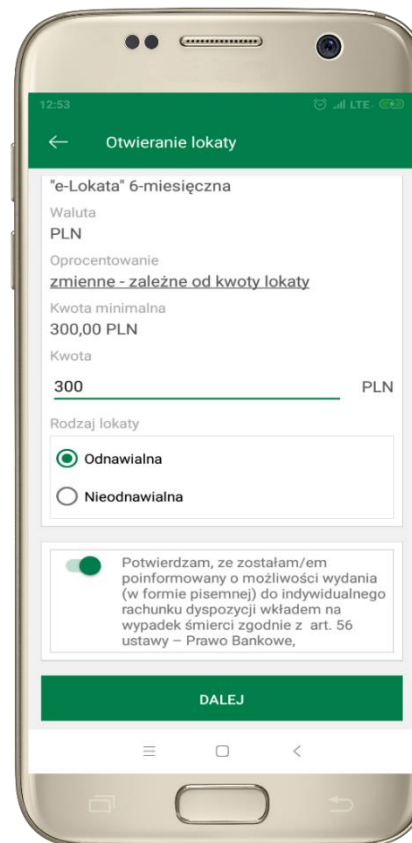 12:53 LTE
Otwieranie lokaty
"e-Lokata" 6-miesięczna
Waluta
PLN
Oprocentowanie
zmienne - zależne od kwoty lokaty
Kwota minimalna
300,00 PLN
Kwota
300 PLN
Rodzaj lokaty
Odnawialna
Nieodnawialna
Potwierdzam, ze zostałam/em
poinformowany o możliwości wydania
(w formie pisemnej) do indywidualnego
rachunku dyspozycji wkładem na
wypadek śmierci zgodnie z art. 56
ustawy – Prawo Bankowe,
DALEJ